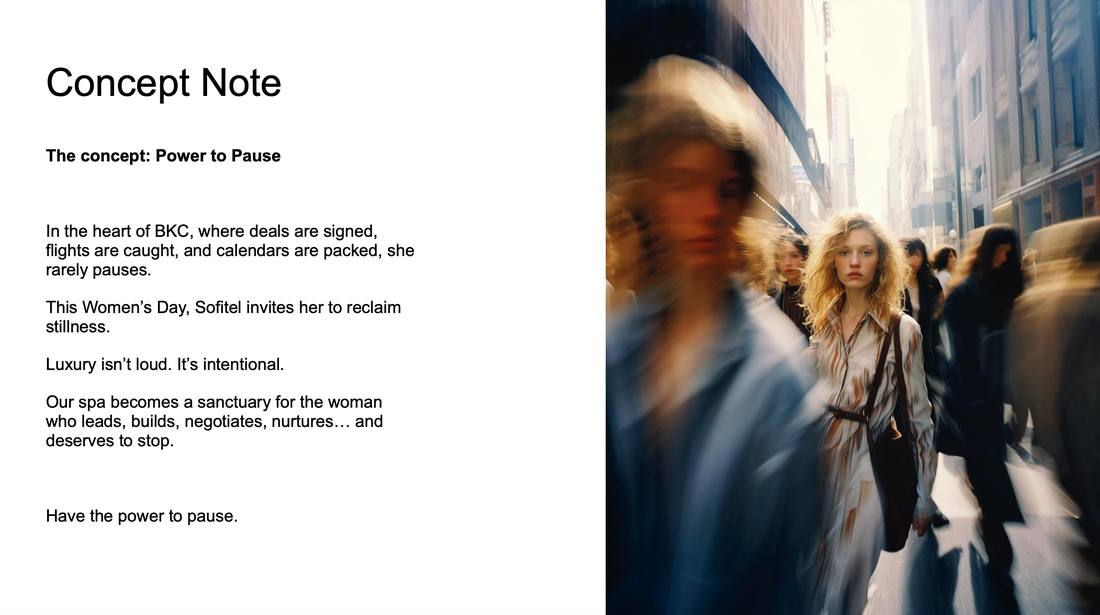 Concept Note
The concept: Power to Pause
In the heart of BKC, where deals are signed,
flights are caught, and calendars are packed, she
rarely pauses.
This Women’s Day, Sofitel invites her to reclaim
stillness.
Luxury isn’t loud. It’s intentional.
Our spa becomes a sanctuary for the woman
who leads, builds, negotiates, nurtures… and
deserves to stop.
Have the power to pause.